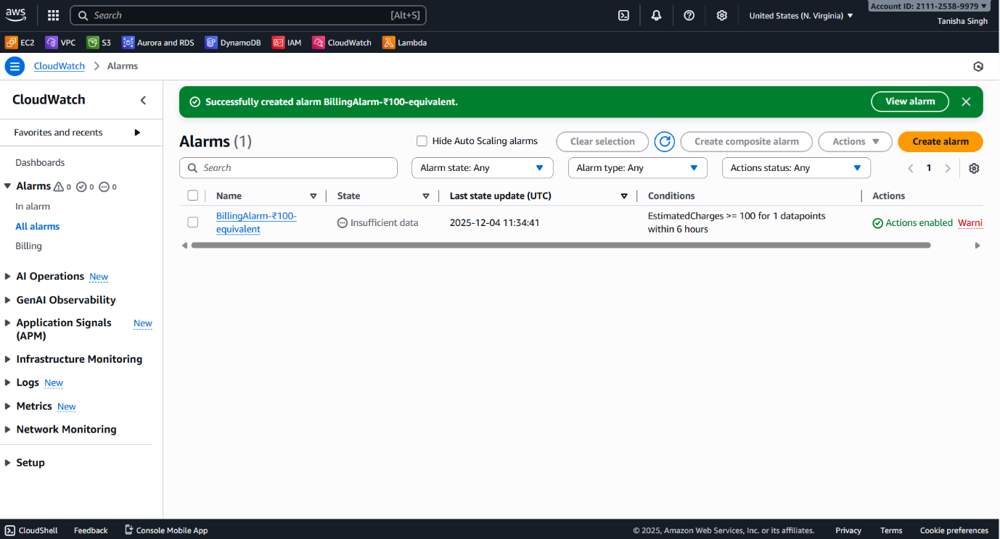 aws
Search [Alt+S]
United States (N. Virginia)
Account ID: 2111-2538-9979
Tanisha Singh
EC2 VPC S3 Aurora and RDS DynamoDB IAM CloudWatch Lambda
CloudWatch > Alarms
CloudWatch
Favorites and recents
Dashboards
Alarms 0 0 0
In alarm
All alarms
Billing
AI Operations New
GenAI Observability
Application Signals (APM) New
Infrastructure Monitoring
Logs New
Metrics New
Network Monitoring
Setup
Successfully created alarm BillingAlarm-₹100-equivalent.
View alarm
Alarms (1)
Hide Auto Scaling alarms
Clear selection
Create composite alarm
Actions
Create alarm
Search
Alarm state: Any
Alarm type: Any
Actions status: Any
1
Name State Last state update (UTC) Conditions Actions
BillingAlarm-₹100-equivalent
Insufficient data
2025-12-04 11:34:41
EstimatedCharges >= 100 for 1 datapoints
within 6 hours
Actions enabled Warni
CloudShell Feedback Console Mobile App
© 2025, Amazon Web Services, Inc. or its affiliates. Privacy Terms Cookie preferences